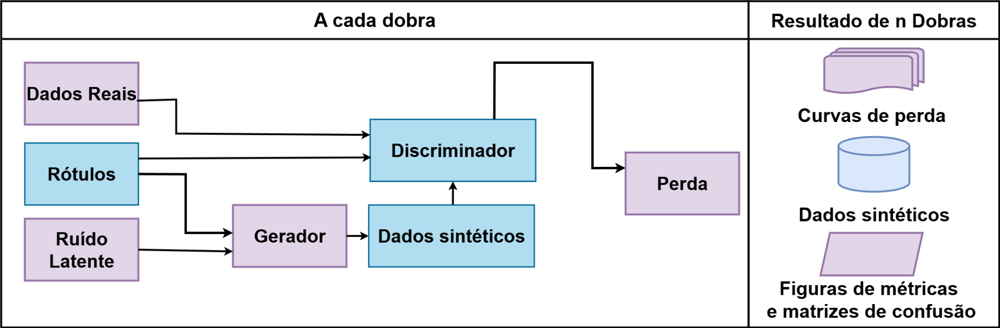 A cada dobra
Resultado de n Dobras
Dados Reais
Rótulos
Ruído
Latente
Gerador
Discriminador
Dados sintéticos
Perda
Curvas de perda
Dados sintéticos
Figuras de métricas
e matrizes de confusão